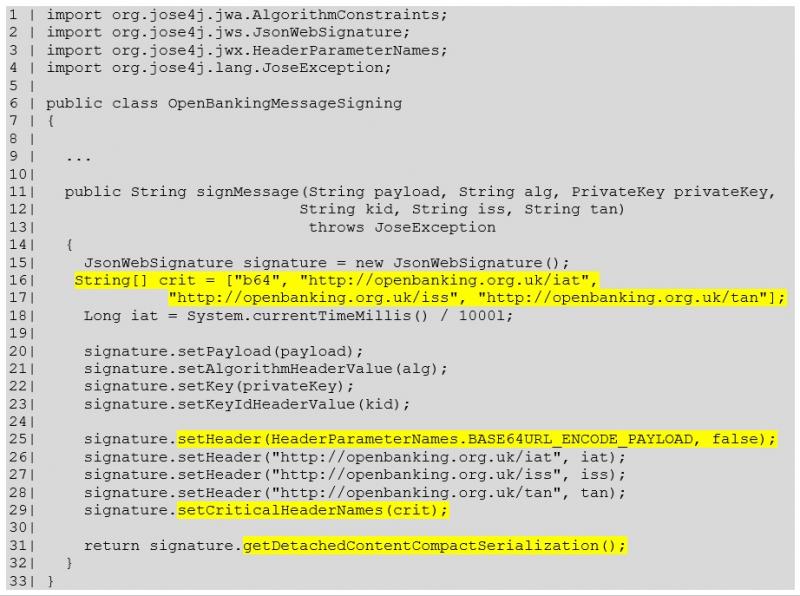 1 | import org.jose4j.jwa.AlgorithmConstraints;
2 | import org.jose4j.jws.JsonWebSignature;
3 | import org.jose4j.jwx.HeaderParameterNames;
4 | import org.jose4j.lang.JoseException;
5 |
6 | public class OpenBankingMessageSigning
7 | {
8 |
9 |   ...
10|
11|   public String signMessage(String payload, String alg, PrivateKey privateKey,
12|                             String kid, String iss, String tan)
13|                              throws JoseException
14|   {
15|     JsonWebSignature signature = new JsonWebSignature();
16|    String[] crit = ["b64", "http://openbanking.org.uk/iat",
17|              "http://openbanking.org.uk/iss", "http://openbanking.org.uk/tan"];
18|     Long iat = System.currentTimeMillis() / 1000l;
19|
20|     signature.setPayload(payload);
21|     signature.setAlgorithmHeaderValue(alg);
22|     signature.setKey(privateKey);
23|     signature.setKeyIdHeaderValue(kid);
24|
25|     signature.setHeader(HeaderParameterNames.BASE64URL_ENCODE_PAYLOAD, false);
26|     signature.setHeader("http://openbanking.org.uk/iat", iat);
27|     signature.setHeader("http://openbanking.org.uk/iss", iss);
28|     signature.setHeader("http://openbanking.org.uk/tan", tan);
29|     signature.setCriticalHeaderNames(crit);
30|
31|     return signature.getDetachedContentCompactSerialization();
32|   }
33| }